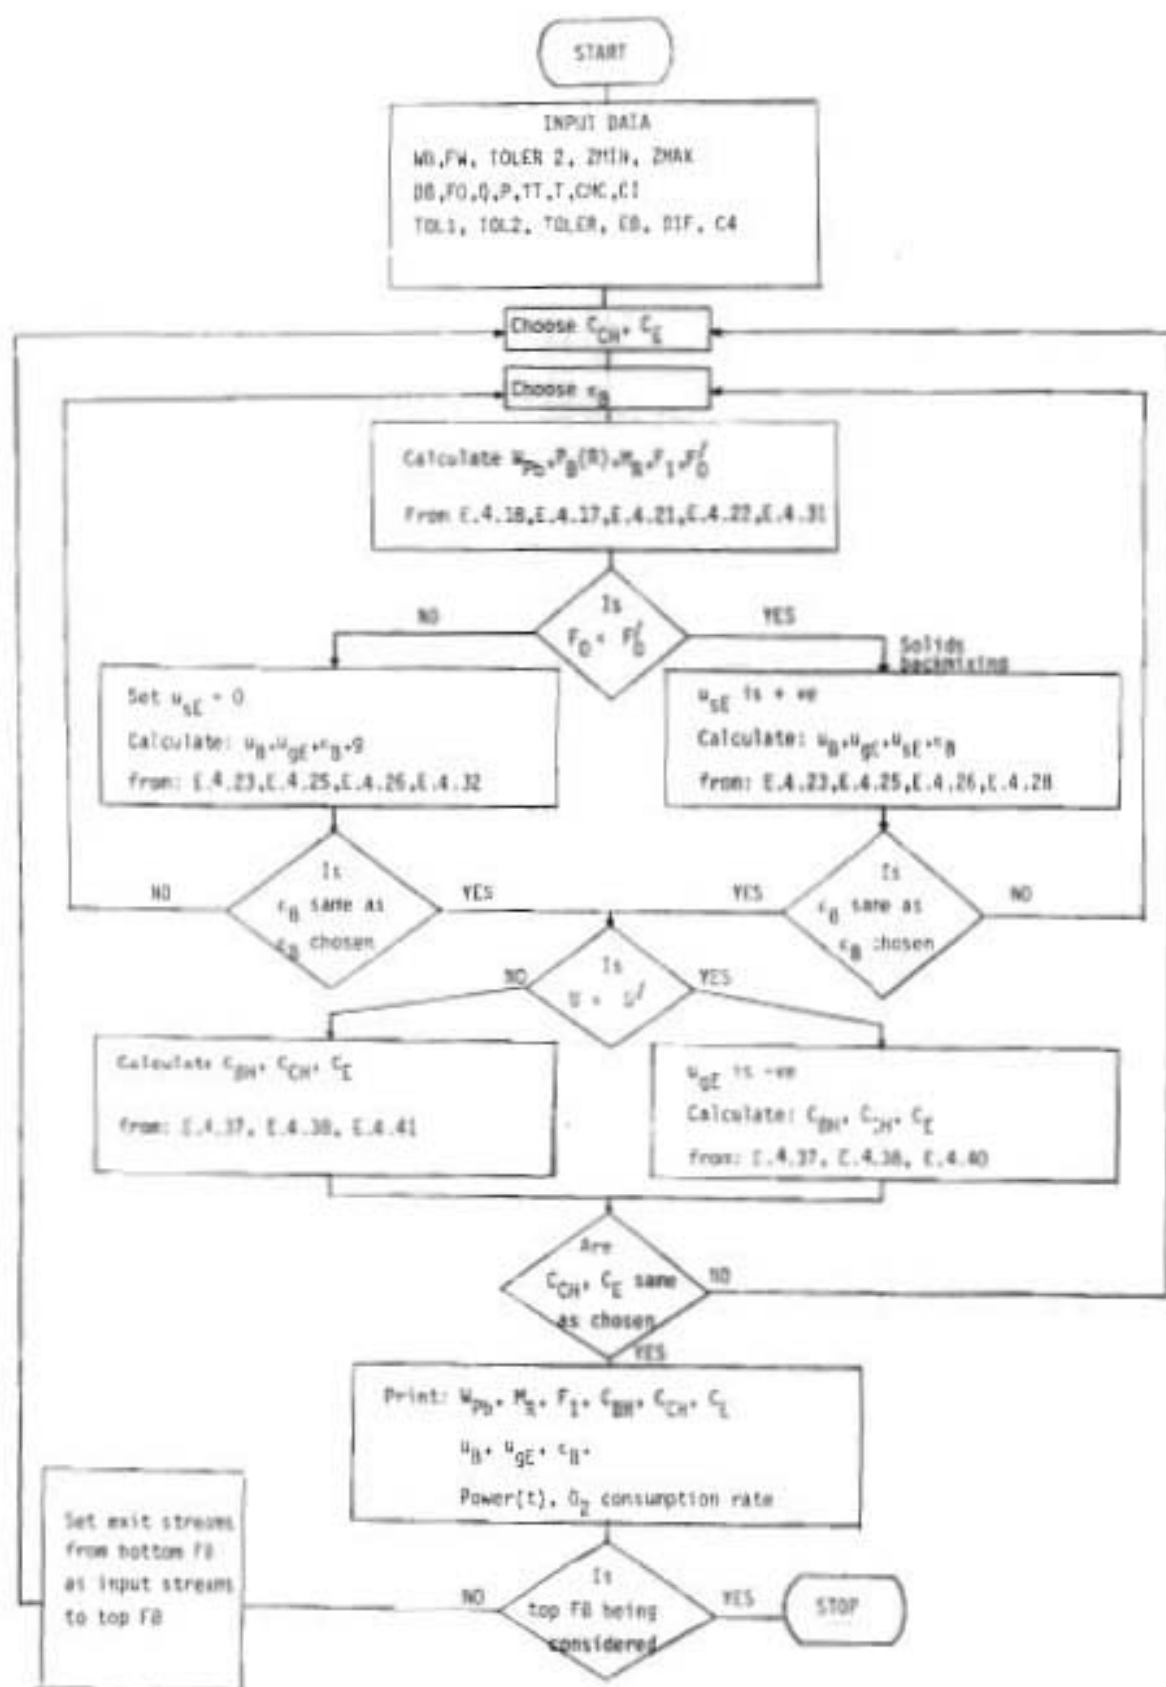 START
INPUT DATA
WB,FW, TOLER 2, ZMIN, ZMAX
DB,FO,Q,P,TT,T,CMC,CI
TOL1, TOL2, TOLER, EB, DIF, C4
Choose C_CH, C_E
Choose ε_B
Calculate W_Pb,P_B(R),M_R,F_1,F_O'
From E.4.18,E.4.17,E.4.21,E.4.22,E.4.31
Is
F_O < F_O'
NO
YES
Solids
backmixing
Set u_sE = 0
Calculate: u_B,u_gE,ε_B,g
from: E.4.23,E.4.25,E.4.26,E.4.32
u_sE is + ve
Calculate: u_B,u_gE,u_sE,ε_B
from: E.4.23,E.4.25,E.4.26,E.4.28
Is
ε_B same as
ε_B chosen
NO
YES
Is
ε_B same as
ε_B chosen
YES
NO
Is
U < U'
NO
YES
Calculate C_BH, C_CH, C_E
from: E.4.37, E.4.38, E.4.41
u_gE is -ve
Calculate: C_BH, C_CH, C_E
from: E.4.37, E.4.38, E.4.40
Are
C_CH, C_E same
as chosen
NO
YES
Print: W_Pb, M_R, F_1, C_BH, C_CH, C_E
u_B, u_gE, ε_B,
Power(t), O_2 consumption rate
Set exit streams
from bottom FB
as input streams
to top FB
NO
Is
top FB being
considered
YES
STOP